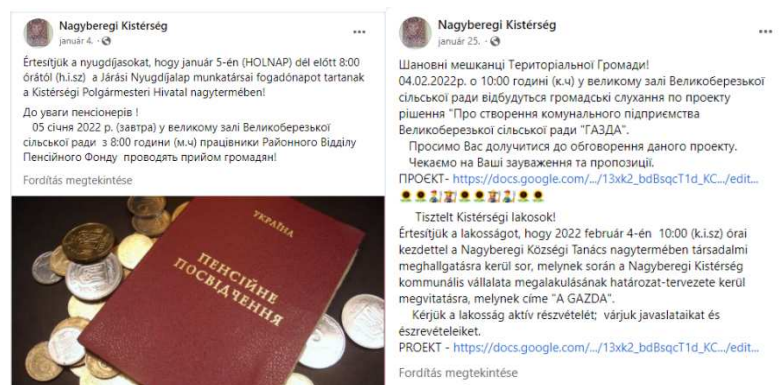 Nagyberegi Kistérség
január 4.
Értesítjük a nyugdíjasokat, hogy január 5-én (HOLNAP) dél előtt 8:00
órától (h.i.sz) a Járási Nyugdíjalap munkatársai fogadónapot tartanak
a Kistérségi Polgármesteri Hivatal nagytermében!
До уваги пенсіонерів !
05 січня 2022 р. (завтра) у великому залі Великоберезької
сільської ради з 8:00 години (м.ч) працівники Районного Відділу
Пенсійного Фонду проводять прийом громадян!
Fordítás megtekintése
УКРАЇНА
ПЕНСІЙНЕ
ПОСВІДЧЕННЯ
Nagyberegi Kistérség
január 25.
Шановні мешканці Територіальної Громади!
04.02.2022р. о 10:00 годині (к.ч) у великому залі Великоберезької
сільської ради відбудуться громадські слухання по проекту
рішення "Про створення комунального підприємства
Великоберезької сільської ради "ГАЗДА".
Просимо Вас долучитися до обговорення даного проекту.
Чекаємо на Ваші зауваження та пропозиції.
ПРОЄКТ- https://docs.google.com/.../13xk2_bdBsqcT1d_KC.../edit...
Tisztelt Kistérségi lakosok!
Értesítjük a lakosságot, hogy 2022 február 4-én 10:00 (k.i.sz) órai
kezdettel a Nagyberegi Községi Tanács nagytermében társadalmi
meghallgatásra kerül sor, melynek során a Nagyberegi Kistérség
kommunális vállalata megalakulásának határozat-tervezete kerül
megvitatásra, melynek címe "A GAZDA".
Kérjük a lakosság aktív részvételét; várjuk javaslataikat és
észrevételeiket.
PROEKT - https://docs.google.com/.../13xk2_bdBsqcT1d_KC.../edit...
Fordítás megtekintése